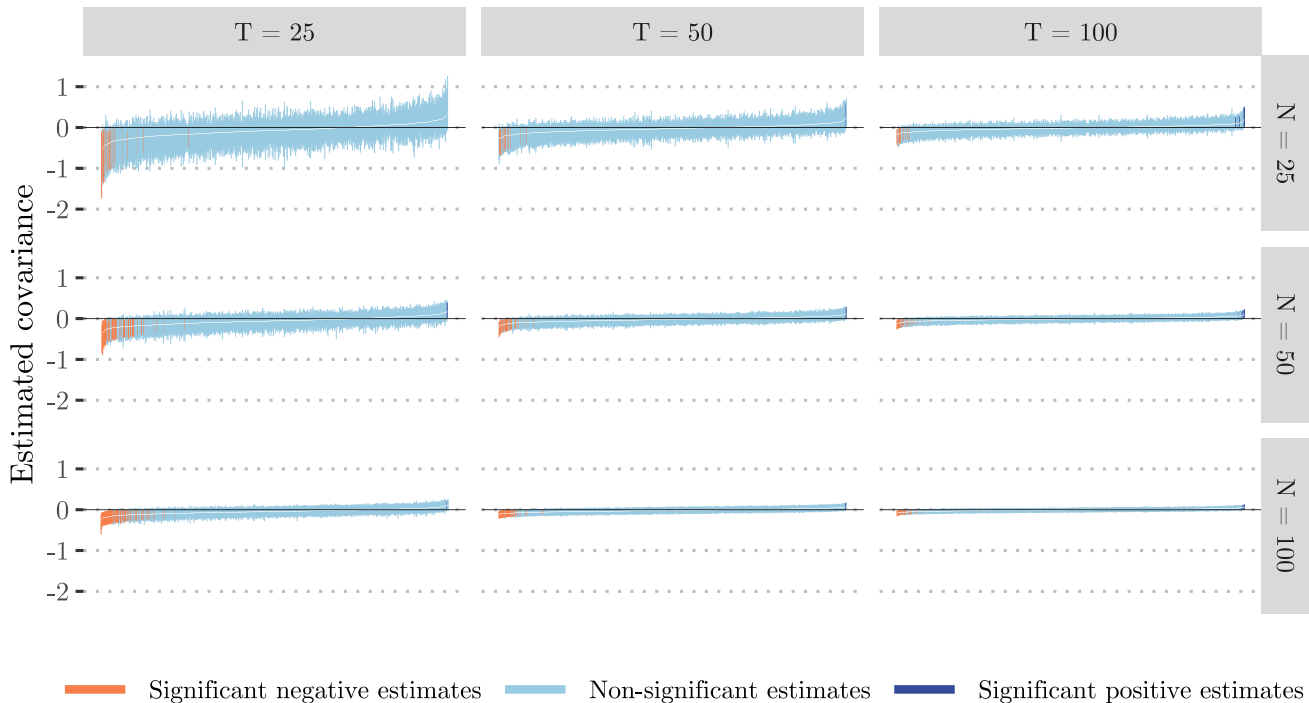 T = 25
T = 50
T = 100
Estimated covariance
1
0
-1
-2
N = 25
1
0
-1
-2
N = 50
1
0
-1
-2
N = 100
Significant negative estimates
Non-significant estimates
Significant positive estimates